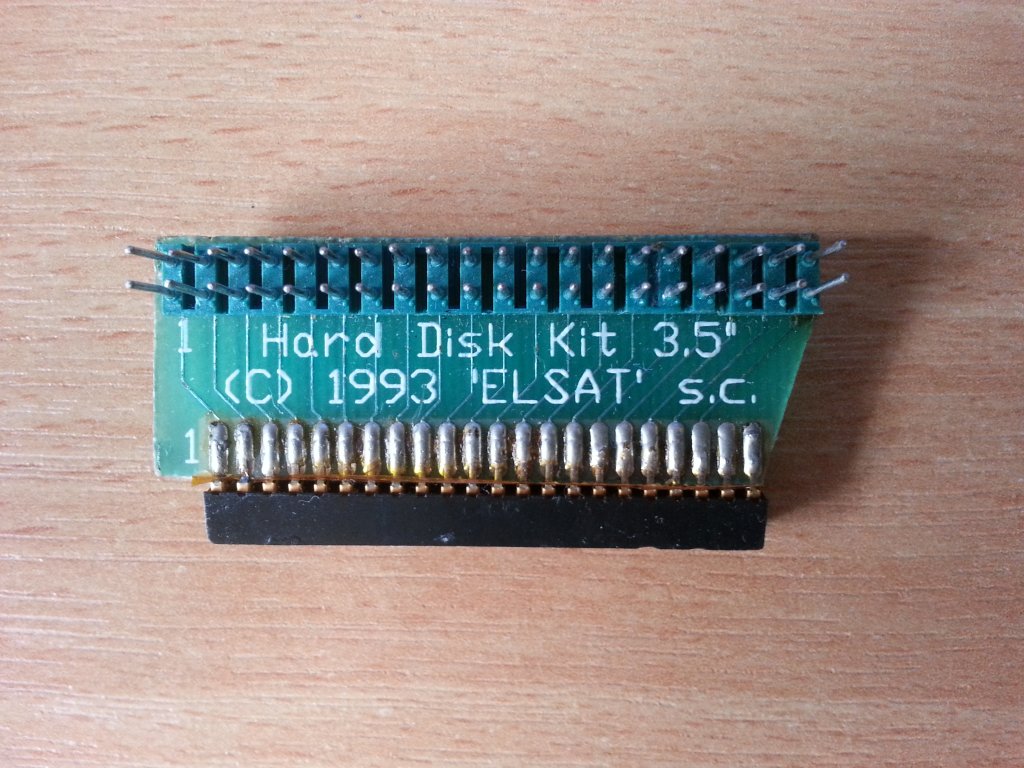 1 Hard Disk Kit 3.5"
(C) 1993 'ELSAT' s.c.
1